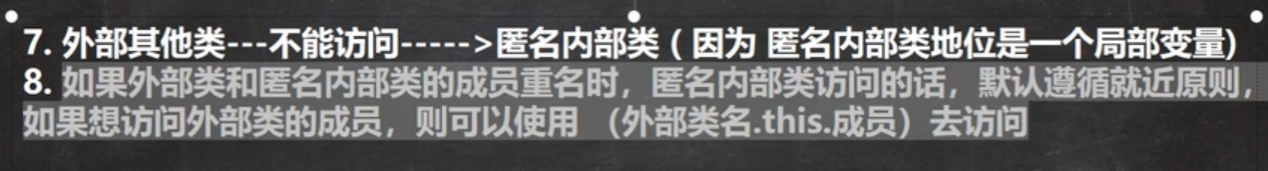 7. 外部其他类---不能访问----->匿名内部类 ( 因为 匿名内部类地位是一个局部变量)
8. 如果外部类和匿名内部类的成员重名时，匿名内部类访问的话，默认遵循就近原则，
如果想访问外部类的成员，则可以使用 （外部类名.this.成员）去访问